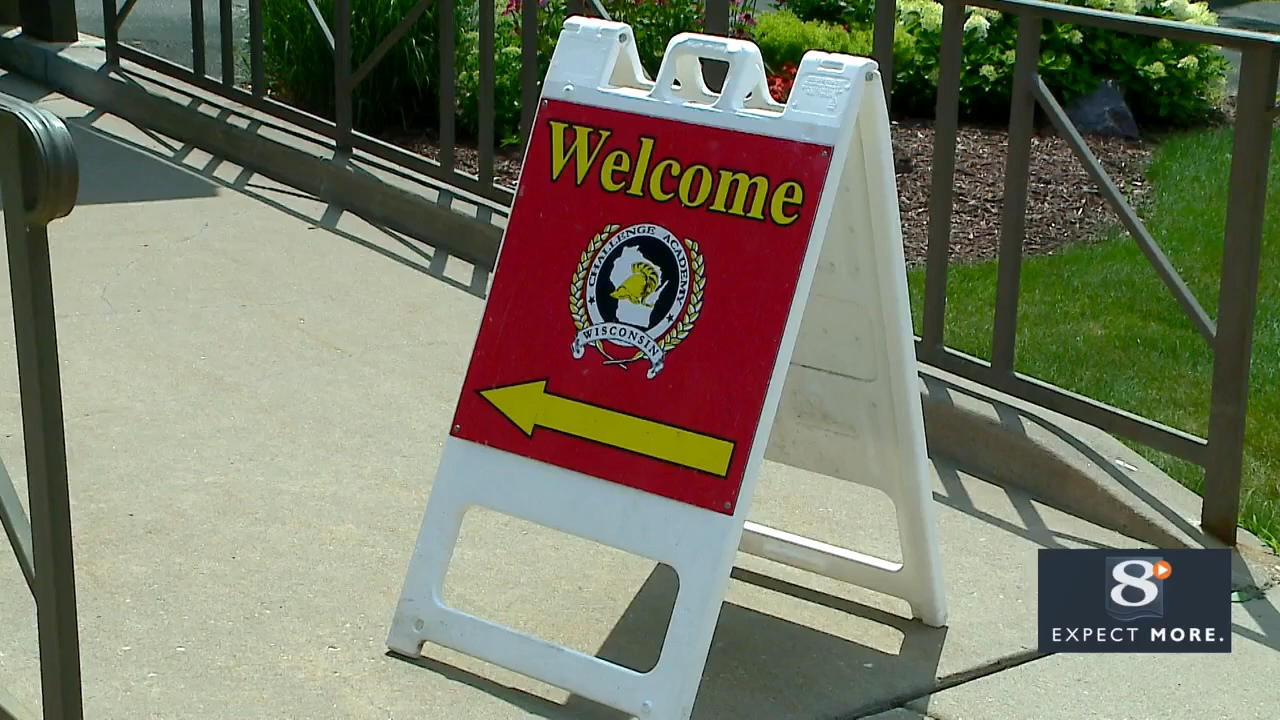 Welcome
CHALLENGE ACADEMY
WISCONSIN
8
EXPECT MORE.